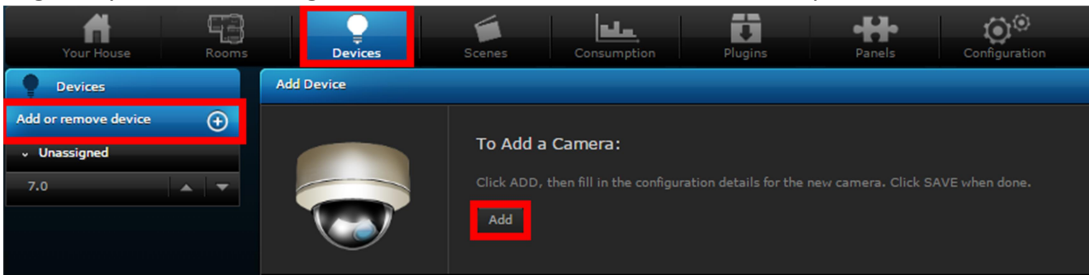 Your House
Rooms
Devices
Scenes
Consumption
Plugins
Panels
Configuration
Devices
Add Device
Add or remove device
Unassigned
7.0
To Add a Camera:
Click ADD, then fill in the configuration details for the new camera. Click SAVE when done.
Add